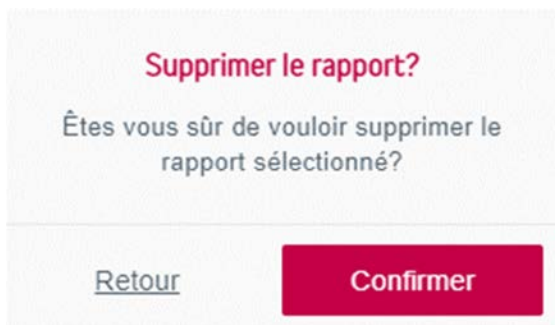 Supprimer le rapport?
Êtes vous sûr de vouloir supprimer le
rapport sélectionné?
Retour
Confirmer